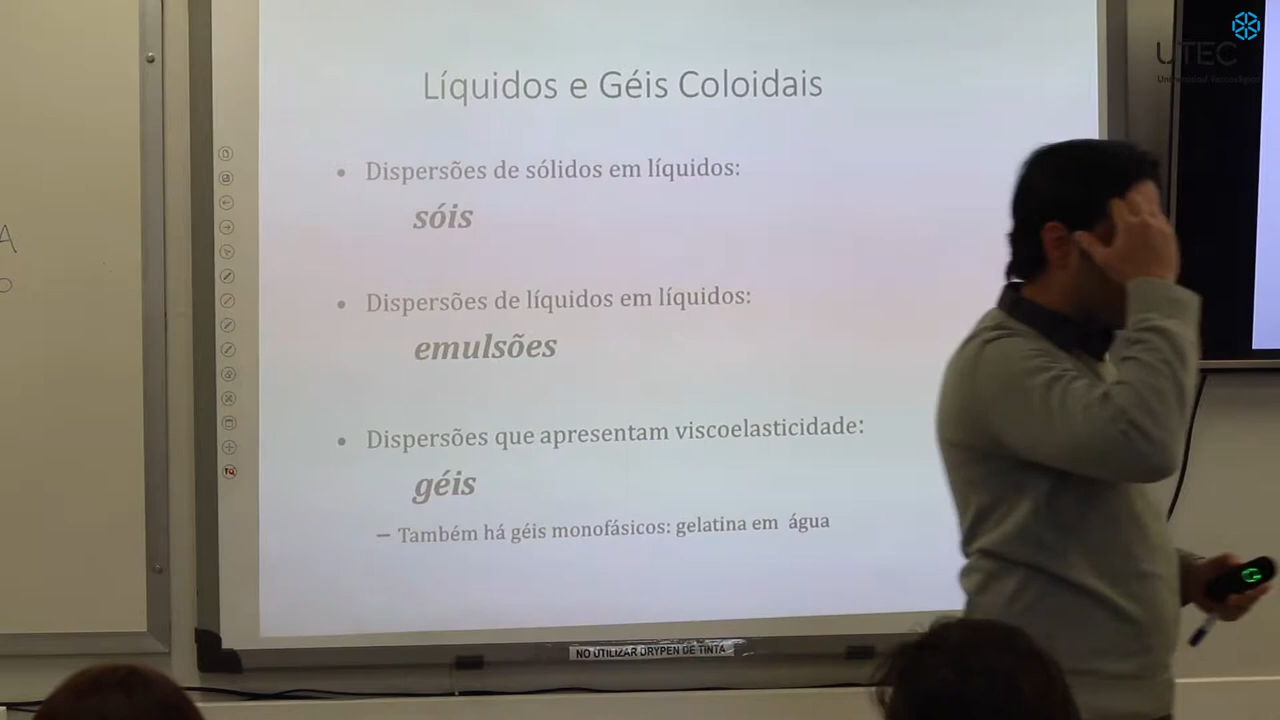 UTEC
Líquidos e Géis Coloidais
• Dispersões de sólidos em líquidos:
sóis
• Dispersões de líquidos em líquidos:
emulsões
• Dispersões que apresentam viscoelasticidade:
géis
– Também há géis monofásicos: gelatina em água
NO UTILIZAR DRYPEN DE TINTA
A